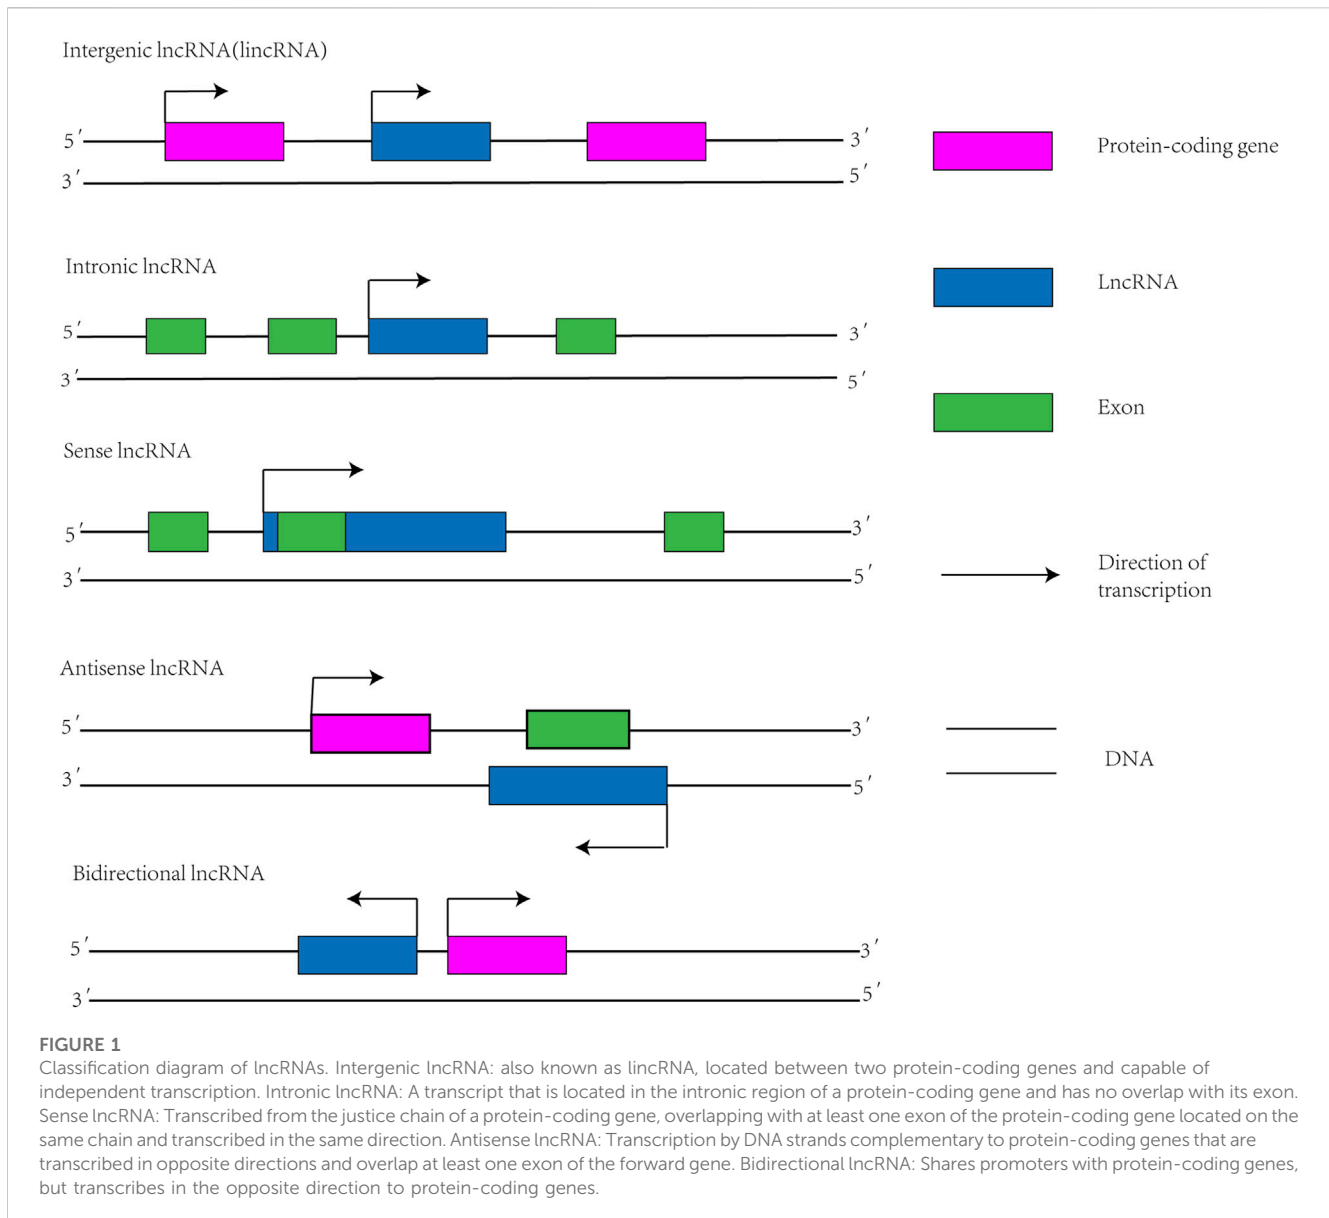 Intergenic lncRNA(lincRNA)
5′
3′
3′
5′
Protein-coding gene
Intronic lncRNA
LncRNA
5′
3′
3′
5′
Exon
Sense lncRNA
5′
3′
3′
5′
Direction of
transcription
Antisense lncRNA
5′
3′
3′
5′
DNA
Bidirectional lncRNA
5′
3′
3′
5′
FIGURE 1
Classification diagram of lncRNAs. Intergenic lncRNA: also known as lincRNA, located between two protein-coding genes and capable of
independent transcription. Intronic lncRNA: A transcript that is located in the intronic region of a protein-coding gene and has no overlap with its exon.
Sense lncRNA: Transcribed from the justice chain of a protein-coding gene, overlapping with at least one exon of the protein-coding gene located on the
same chain and transcribed in the same direction. Antisense lncRNA: Transcription by DNA strands complementary to protein-coding genes that are
transcribed in opposite directions and overlap at least one exon of the forward gene. Bidirectional lncRNA: Shares promoters with protein-coding genes,
but transcribes in the opposite direction to protein-coding genes.